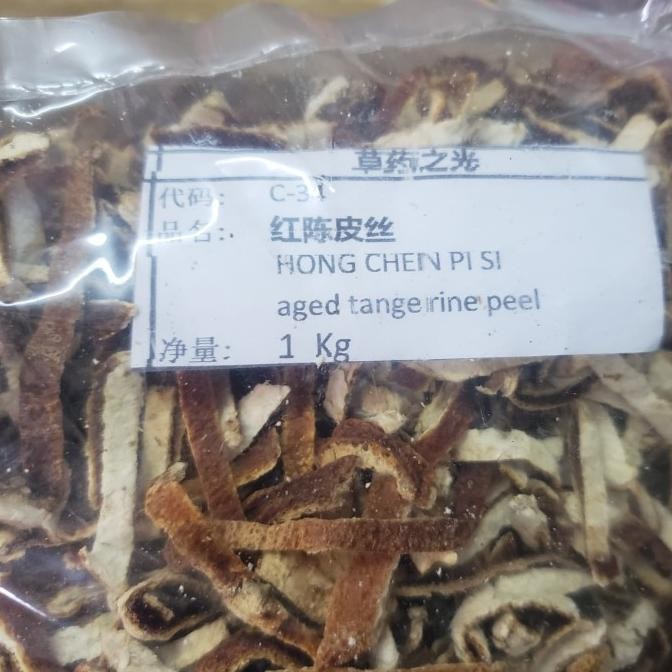 草药之光
代码: C-34
品名: 红陈皮丝
HONG CHEN PI SI
aged tangerine peel
净量: 1 Kg